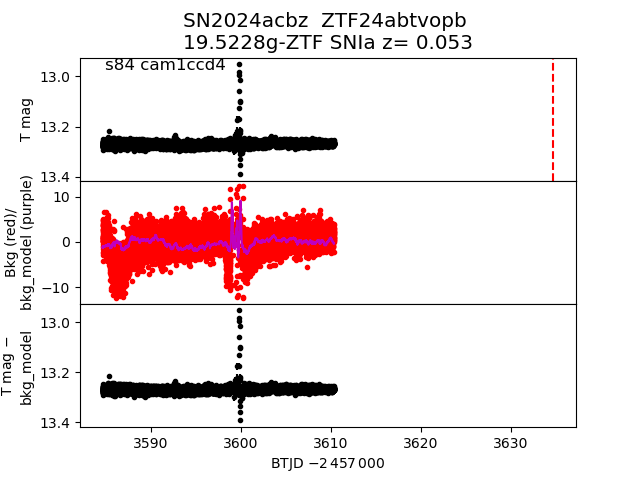 SN2024acbz  ZTF24abtvopb
19.5228g-ZTF SNIa z= 0.053
s84 cam1ccd4
13.0
13.2
13.4
T mag
10
0
−10
Bkg (red)/
bkg_model (purple)
13.0
13.2
13.4
T mag −
bkg_model
3590
3600
3610
3620
3630
BTJD −2 457 000